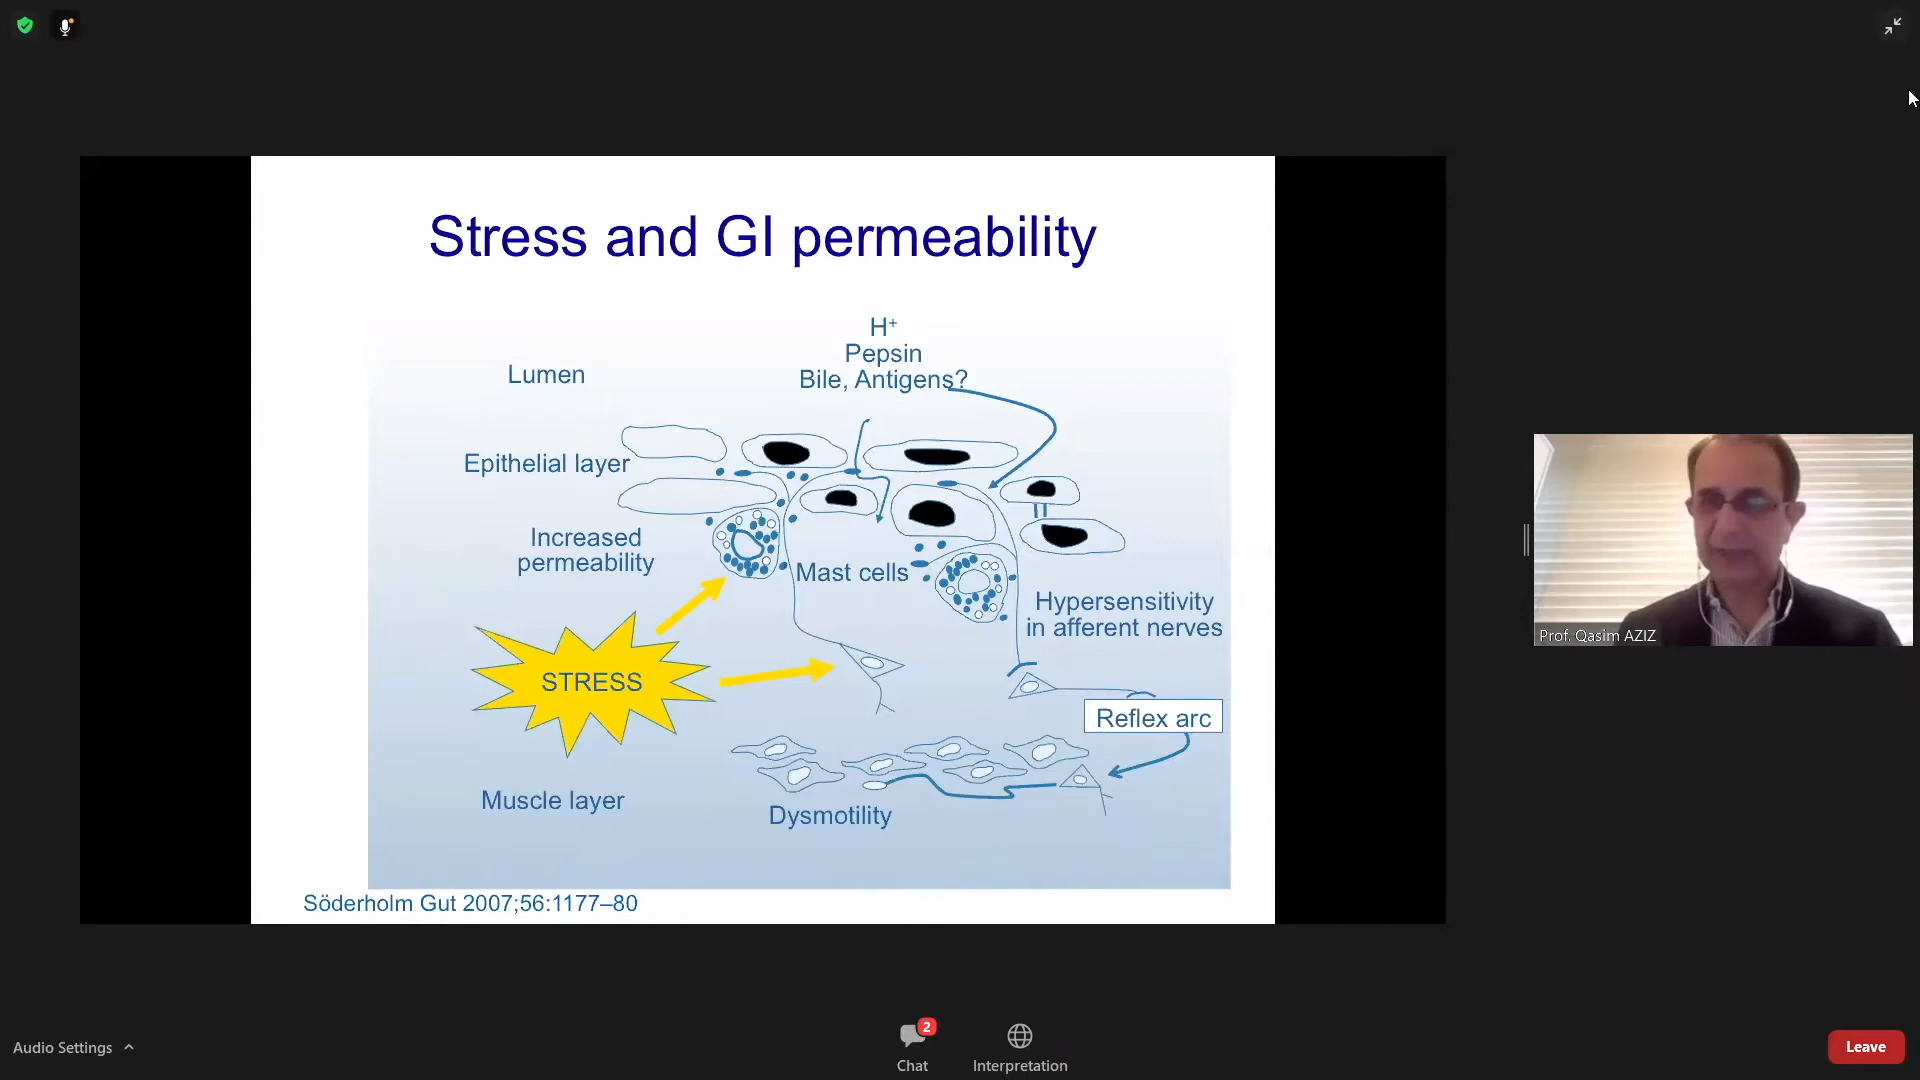 Stress and GI permeability
H⁺
Pepsin
Bile, Antigens?
Lumen
Epithelial layer
Increased
permeability
Mast cells
Hypersensitivity
in afferent nerves
STRESS
Reflex arc
Muscle layer
Dysmotility
Söderholm Gut 2007;56:1177–80
Prof. Qasim AZIZ
Audio Settings
2
Chat
Interpretation
Leave